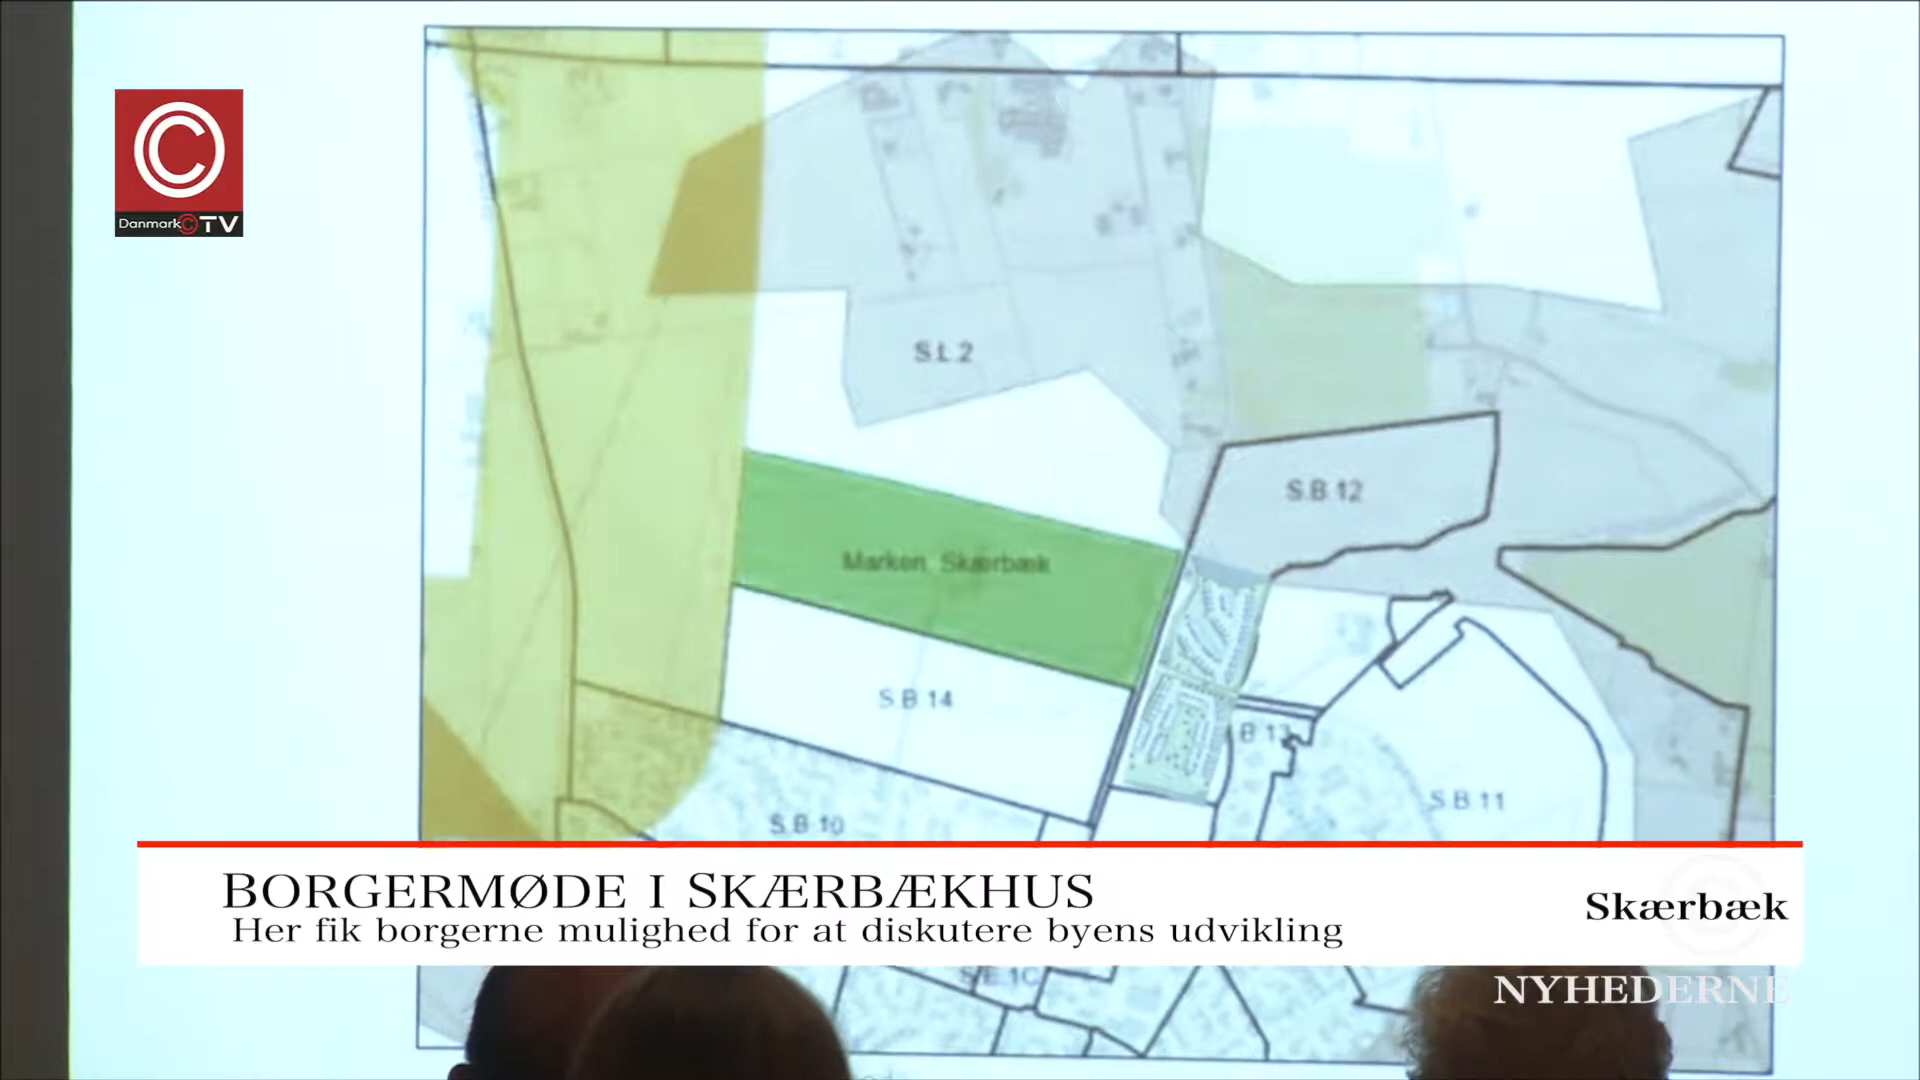 Danmark C TV
S.L.2
S.B.12
Marken, Skærbæk
S.B.14
B 13
S.B.11
S.B.10
BORGERMØDE I SKÆRBÆKHUS
Her fik borgerne mulighed for at diskutere byens udvikling
Skærbæk
NYHEDERNE